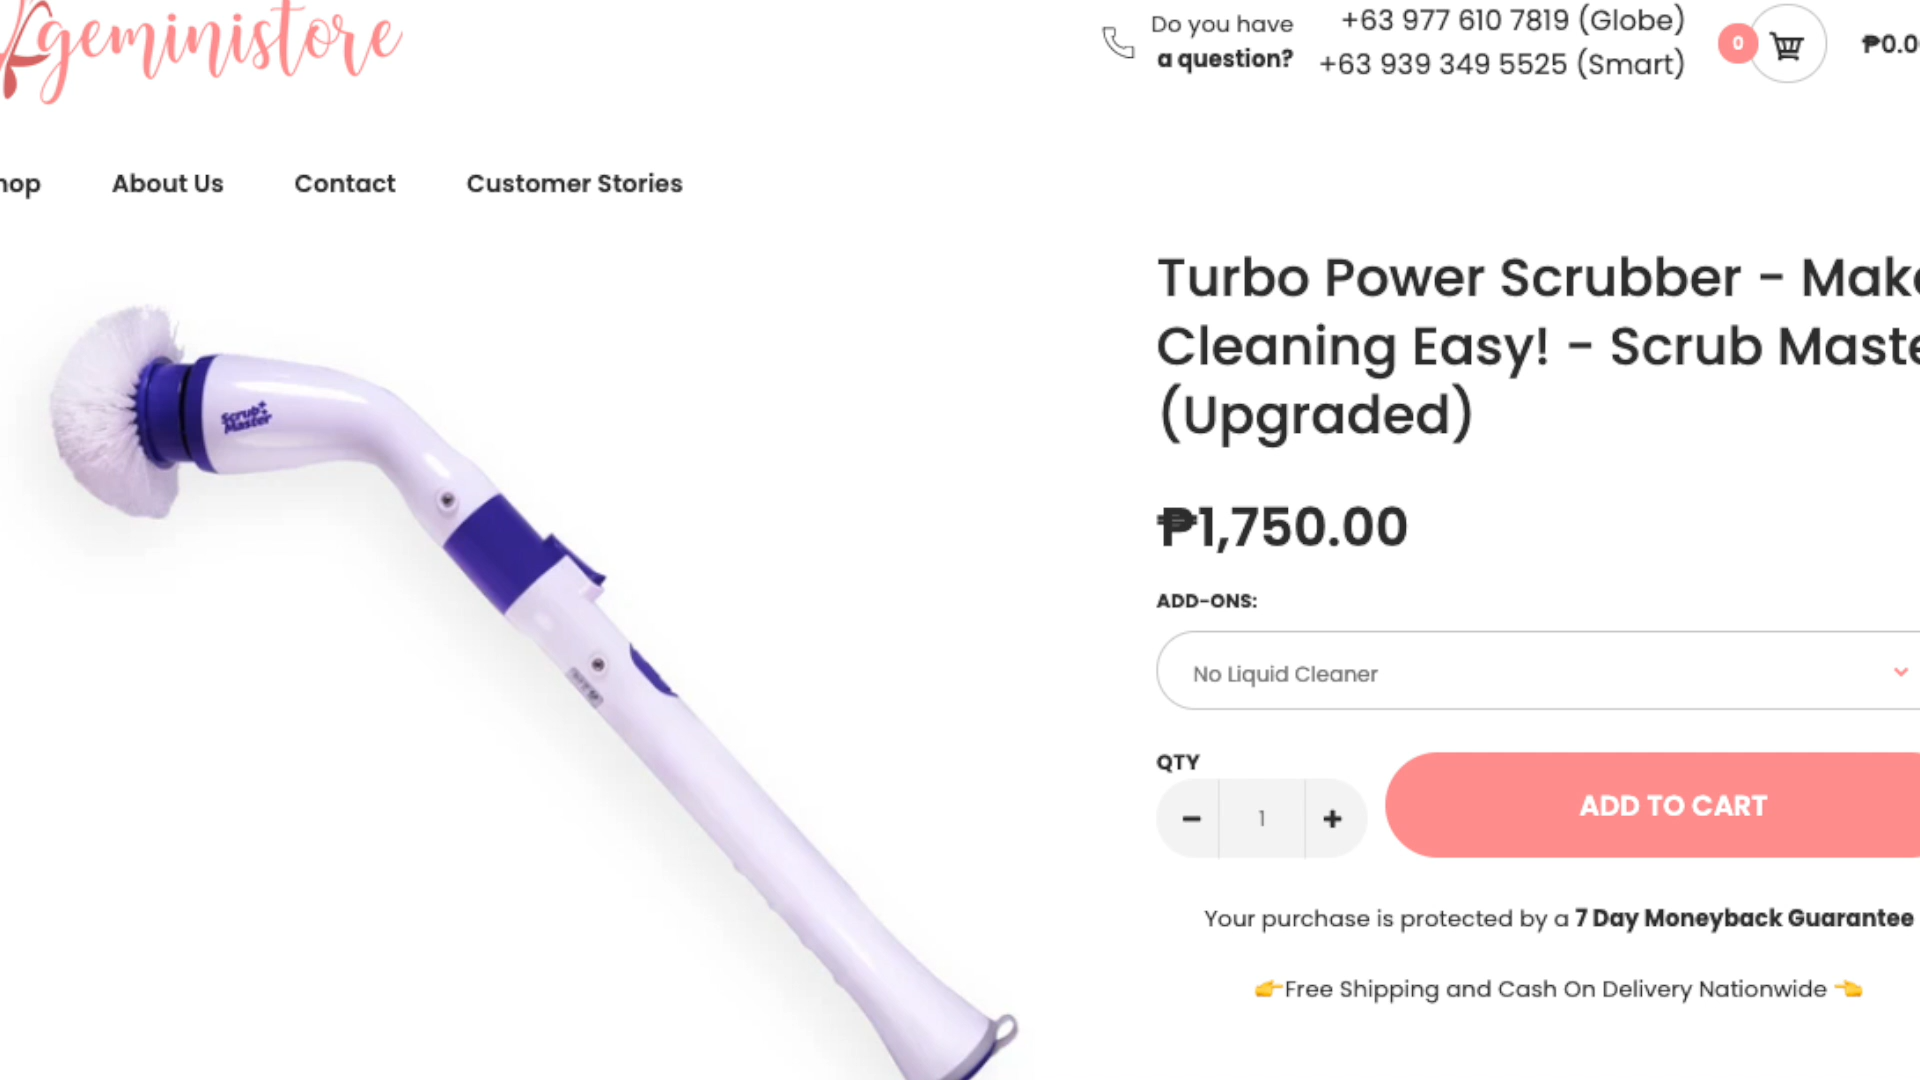 geministore
Do you have
a question?
+63 977 610 7819 (Globe)
+63 939 349 5525 (Smart)
0
₱0.0
hop
About Us
Contact
Customer Stories
Scrub
Master
Turbo Power Scrubber - Make
Cleaning Easy! - Scrub Maste
(Upgraded)
₱1,750.00
ADD-ONS:
No Liquid Cleaner
QTY
− 1 +
ADD TO CART
Your purchase is protected by a 7 Day Moneyback Guarantee
👉Free Shipping and Cash On Delivery Nationwide 👈